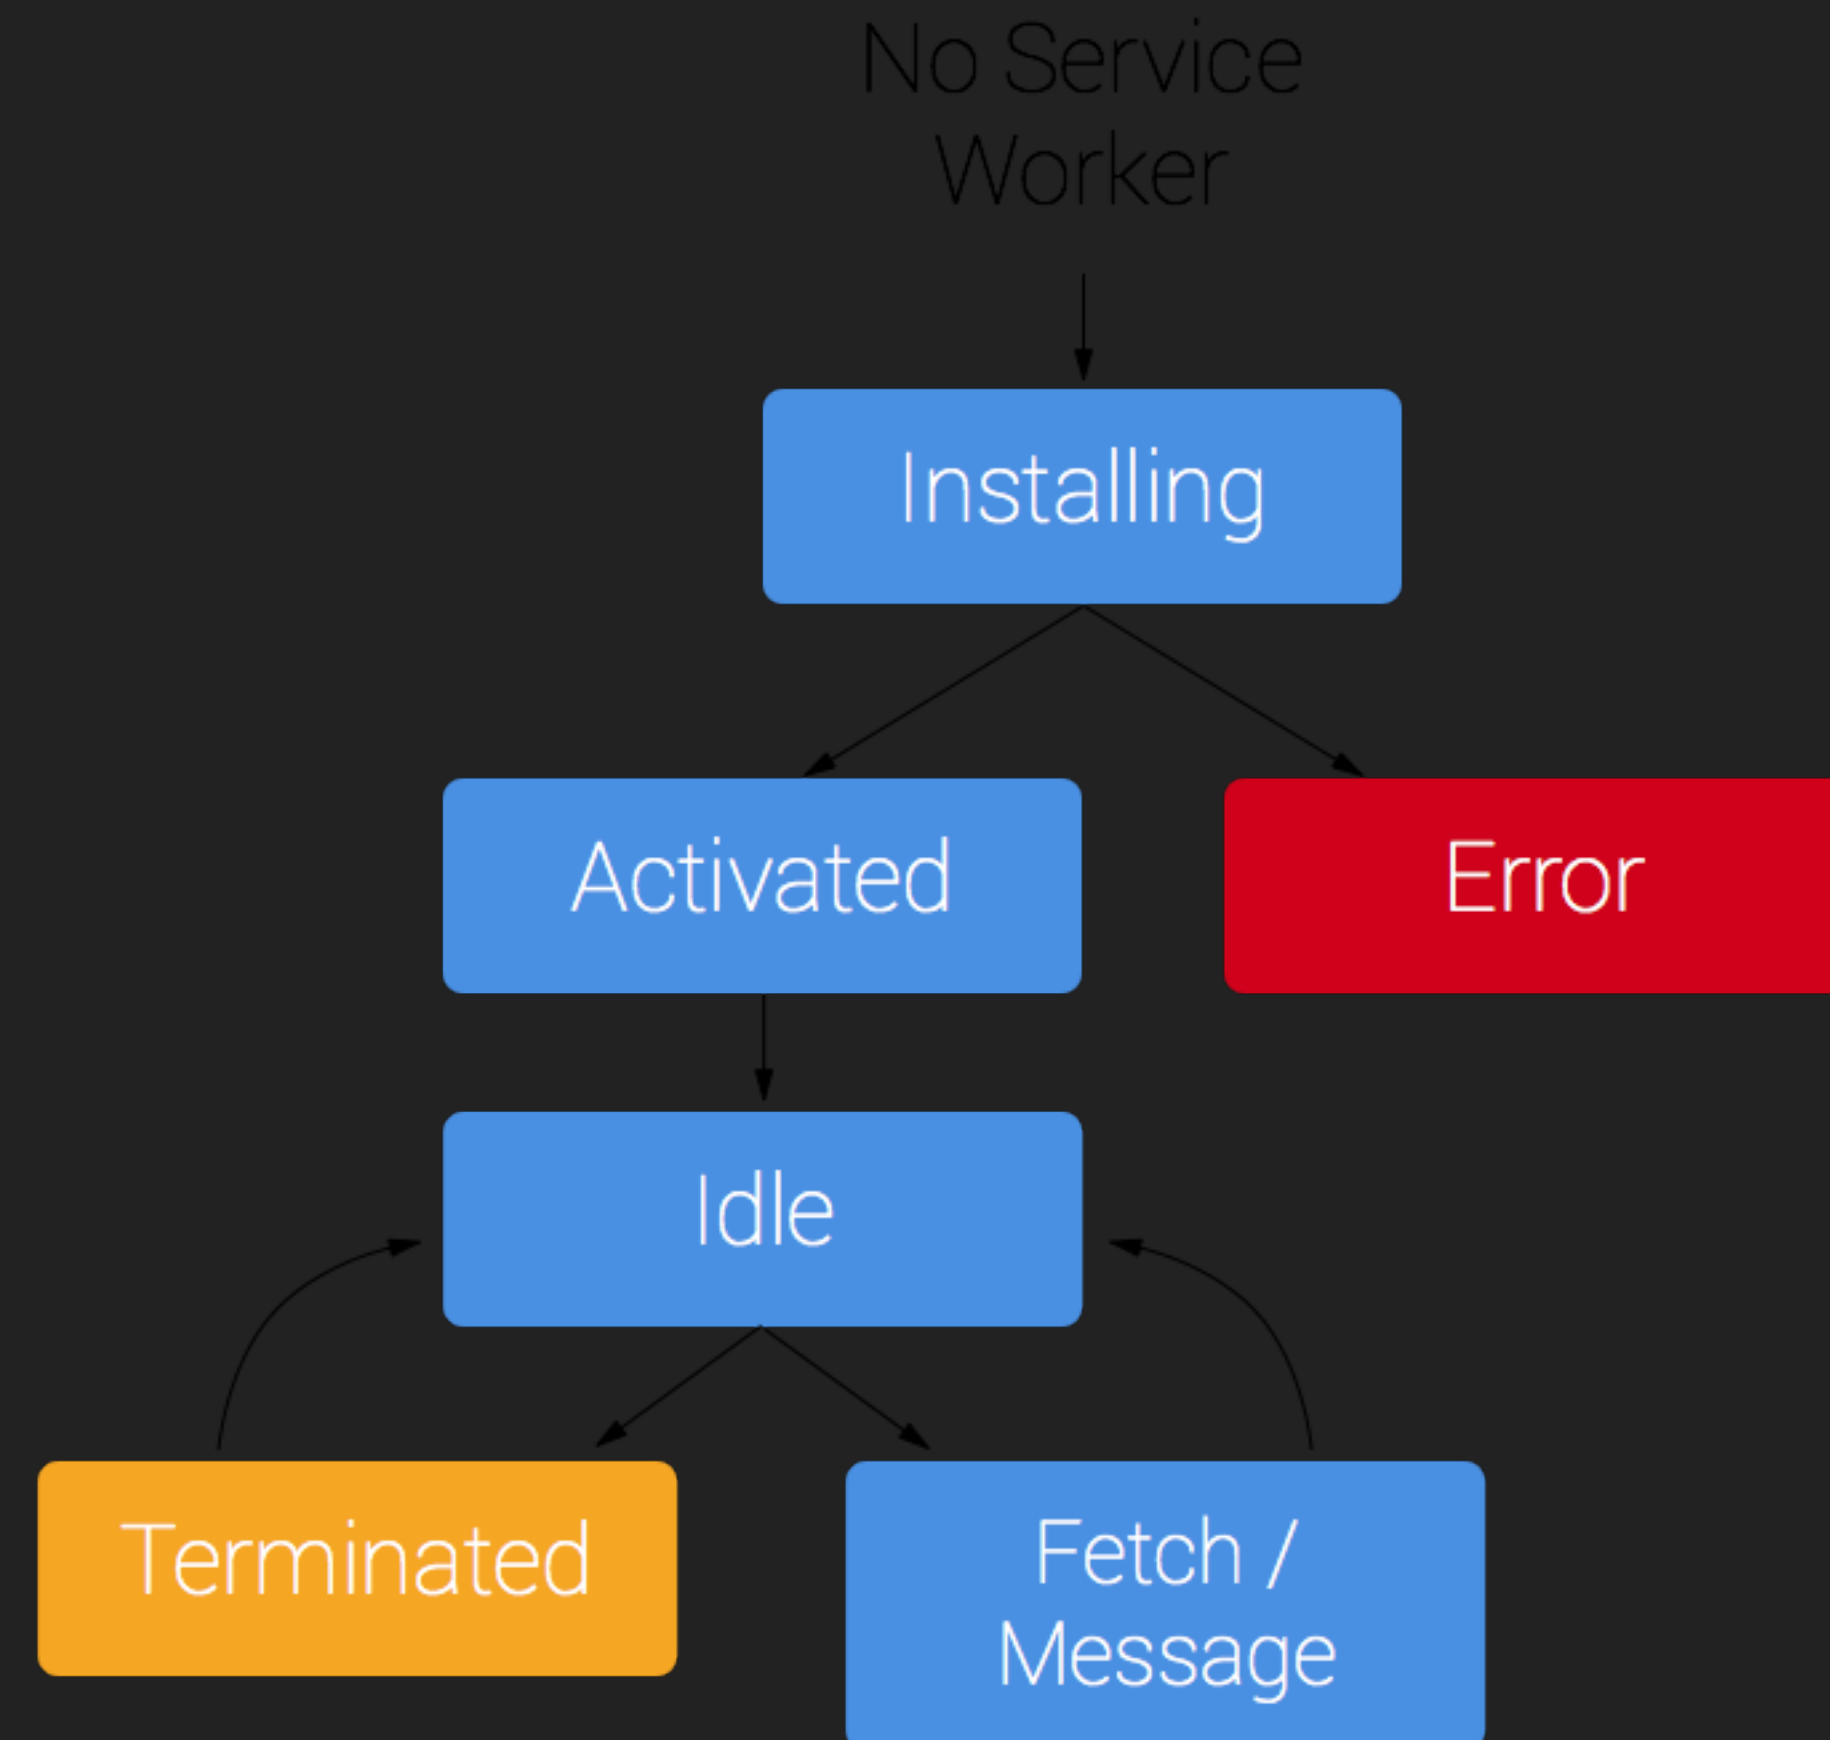 No Service
Worker
Installing
Activated
Error
Idle
Terminated
Fetch /
Message